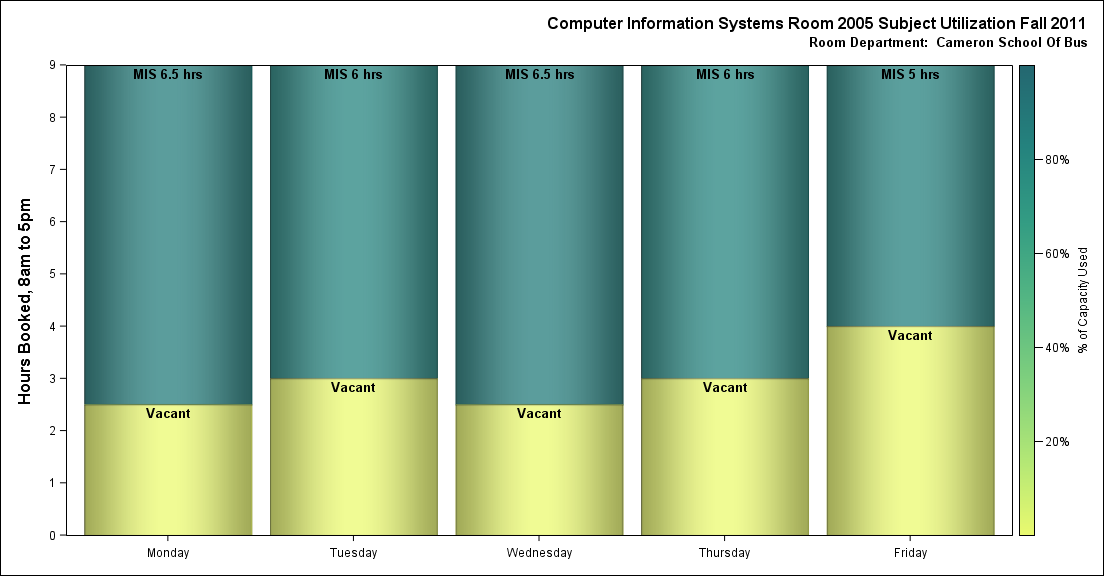 Computer Information Systems Room 2005 Subject Utilization Fall 2011
Room Department: Cameron School Of Bus
Hours Booked, 8am to 5pm
9
8
7
6
5
4
3
2
1
0
MIS 6.5 hrs
MIS 6 hrs
MIS 6.5 hrs
MIS 6 hrs
MIS 5 hrs
Vacant
Vacant
Vacant
Vacant
Vacant
Monday
Tuesday
Wednesday
Thursday
Friday
80%
60%
40%
20%
% of Capacity Used